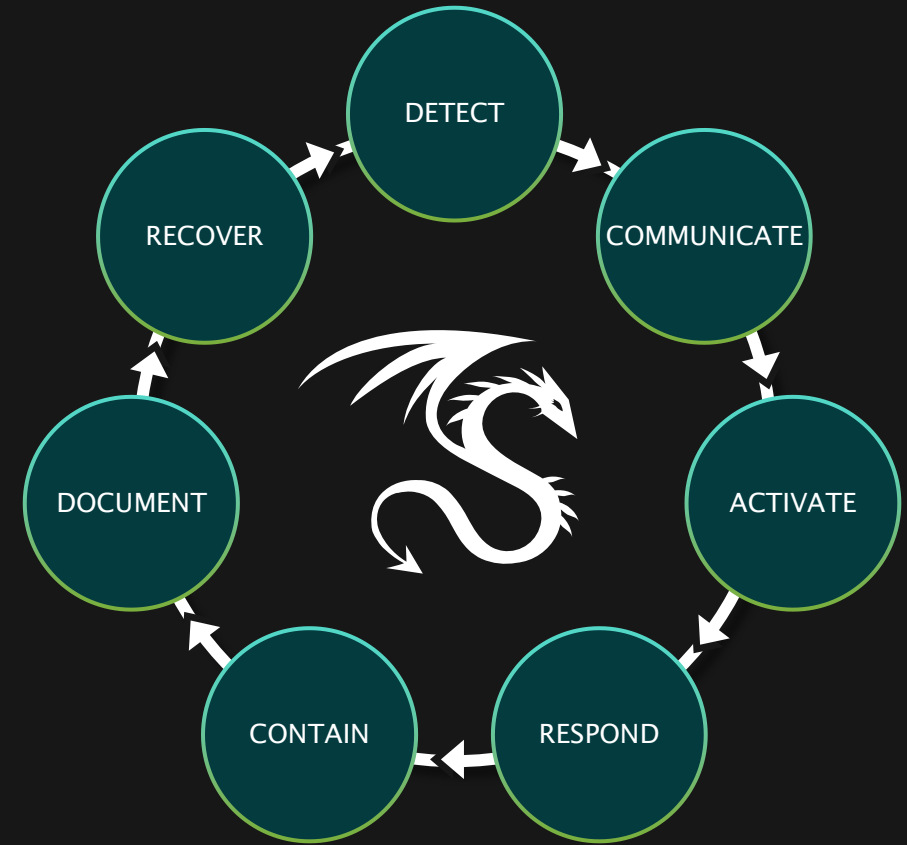 DETECT
COMMUNICATE
ACTIVATE
RESPOND
CONTAIN
DOCUMENT
RECOVER